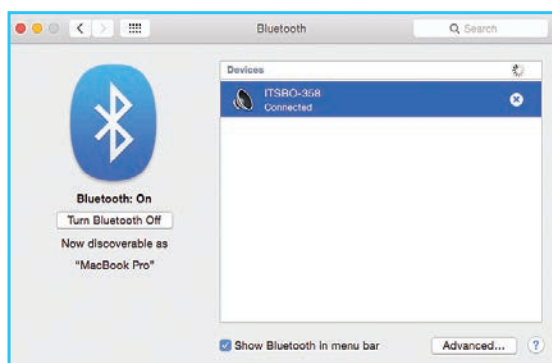 Bluetooth
Search
Devices
ITSBO-358
Connected
Bluetooth: On
Turn Bluetooth Off
Now discoverable as
“MacBook Pro”
Show Bluetooth in menu bar
Advanced...
?